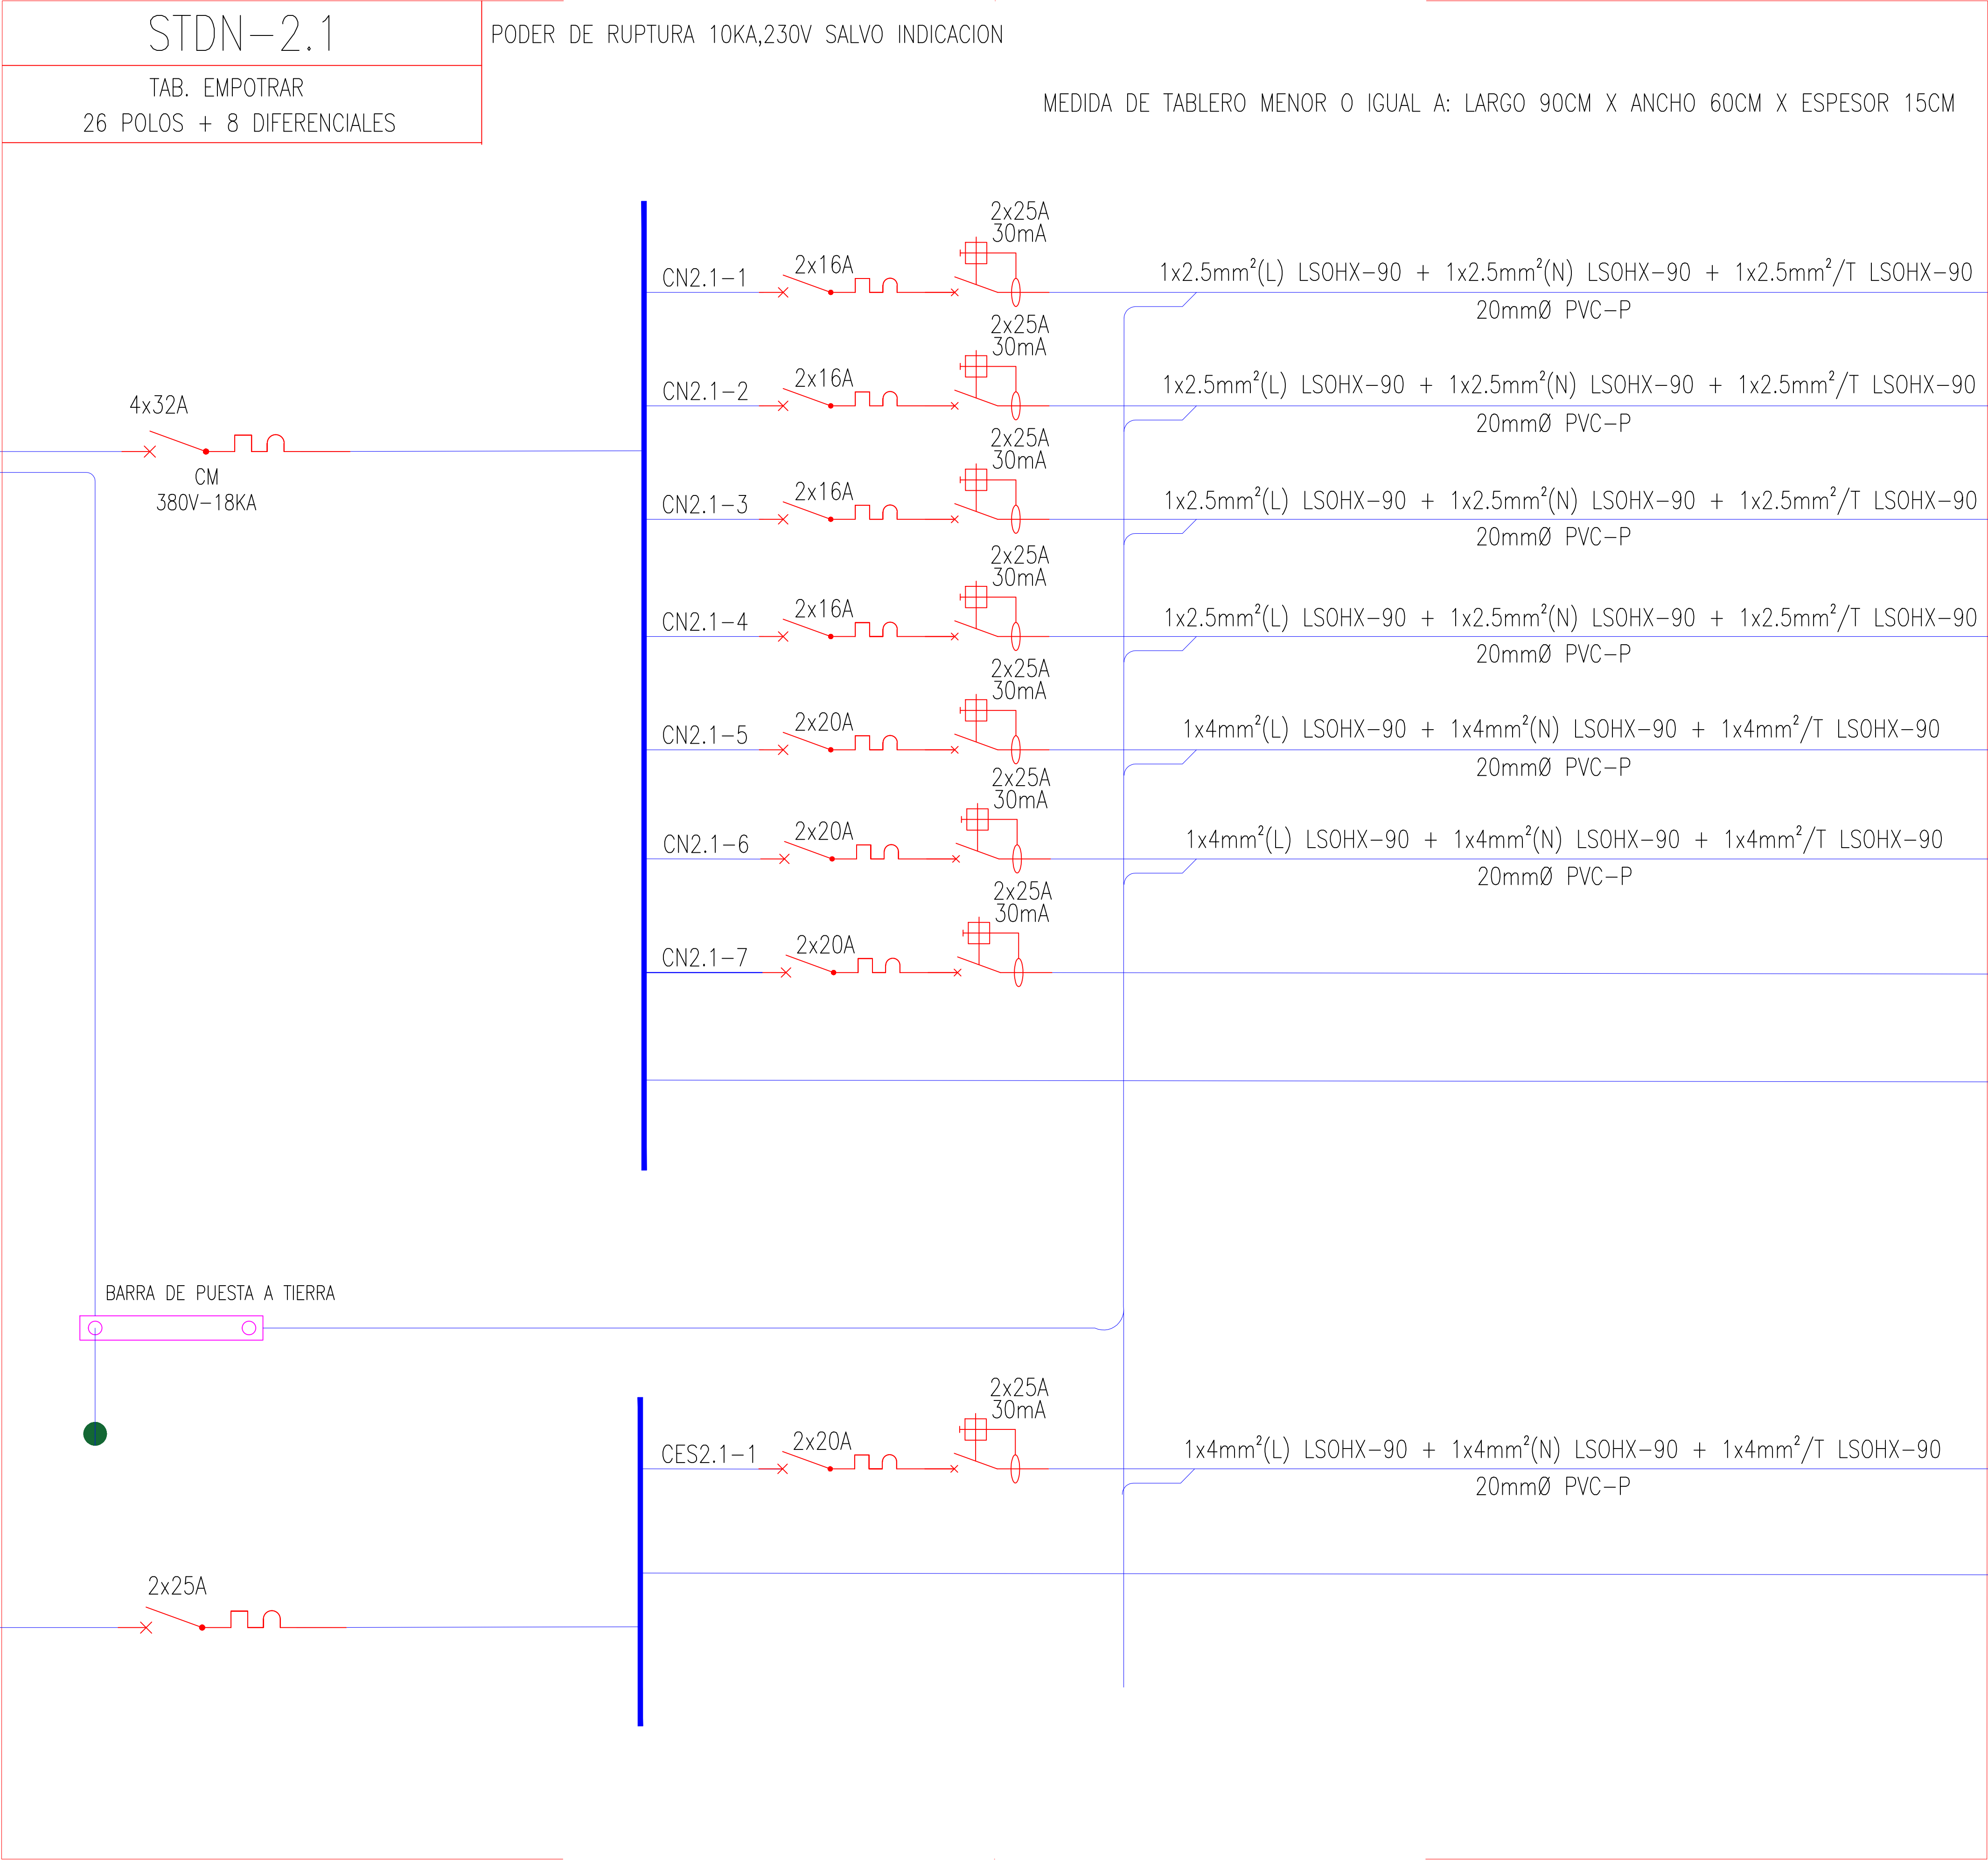 STDN-2.1
TAB. EMPOTRAR
26 POLOS + 8 DIFERENCIALES
PODER DE RUPTURA 10KA,230V SALVO INDICACION
MEDIDA DE TABLERO MENOR O IGUAL A: LARGO 90CM X ANCHO 60CM X ESPESOR 15CM
4x32A
CM
380V-18KA
CN2.1-1
2x16A
2x25A
30mA
1x2.5mm²(L) LSOHX-90 + 1x2.5mm²(N) LSOHX-90 + 1x2.5mm²/T LSOHX-90
20mmØ PVC-P
CN2.1-2
2x16A
2x25A
30mA
1x2.5mm²(L) LSOHX-90 + 1x2.5mm²(N) LSOHX-90 + 1x2.5mm²/T LSOHX-90
20mmØ PVC-P
CN2.1-3
2x16A
2x25A
30mA
1x2.5mm²(L) LSOHX-90 + 1x2.5mm²(N) LSOHX-90 + 1x2.5mm²/T LSOHX-90
20mmØ PVC-P
CN2.1-4
2x16A
2x25A
30mA
1x2.5mm²(L) LSOHX-90 + 1x2.5mm²(N) LSOHX-90 + 1x2.5mm²/T LSOHX-90
20mmØ PVC-P
CN2.1-5
2x20A
2x25A
30mA
1x4mm²(L) LSOHX-90 + 1x4mm²(N) LSOHX-90 + 1x4mm²/T LSOHX-90
20mmØ PVC-P
CN2.1-6
2x20A
2x25A
30mA
1x4mm²(L) LSOHX-90 + 1x4mm²(N) LSOHX-90 + 1x4mm²/T LSOHX-90
20mmØ PVC-P
CN2.1-7
2x20A
2x25A
30mA
BARRA DE PUESTA A TIERRA
CES2.1-1
2x20A
2x25A
30mA
1x4mm²(L) LSOHX-90 + 1x4mm²(N) LSOHX-90 + 1x4mm²/T LSOHX-90
20mmØ PVC-P
2x25A